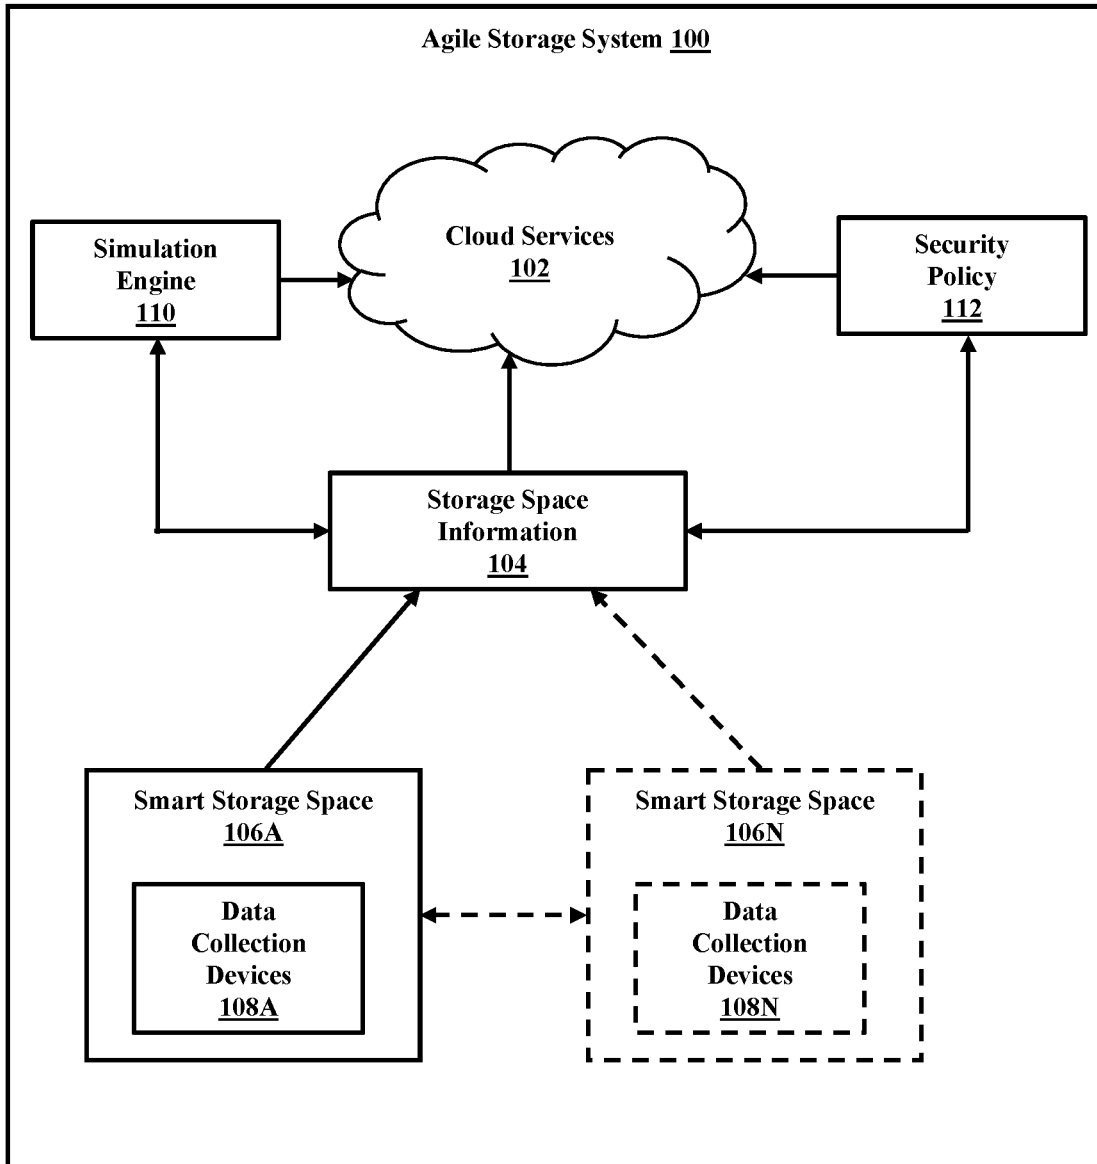 Agile Storage System 100
Cloud Services
102
Simulation
Engine
110
Security
Policy
112
Storage Space
Information
104
Smart Storage Space
106A
Data
Collection
Devices
108A
Smart Storage Space
106N
Data
Collection
Devices
108N